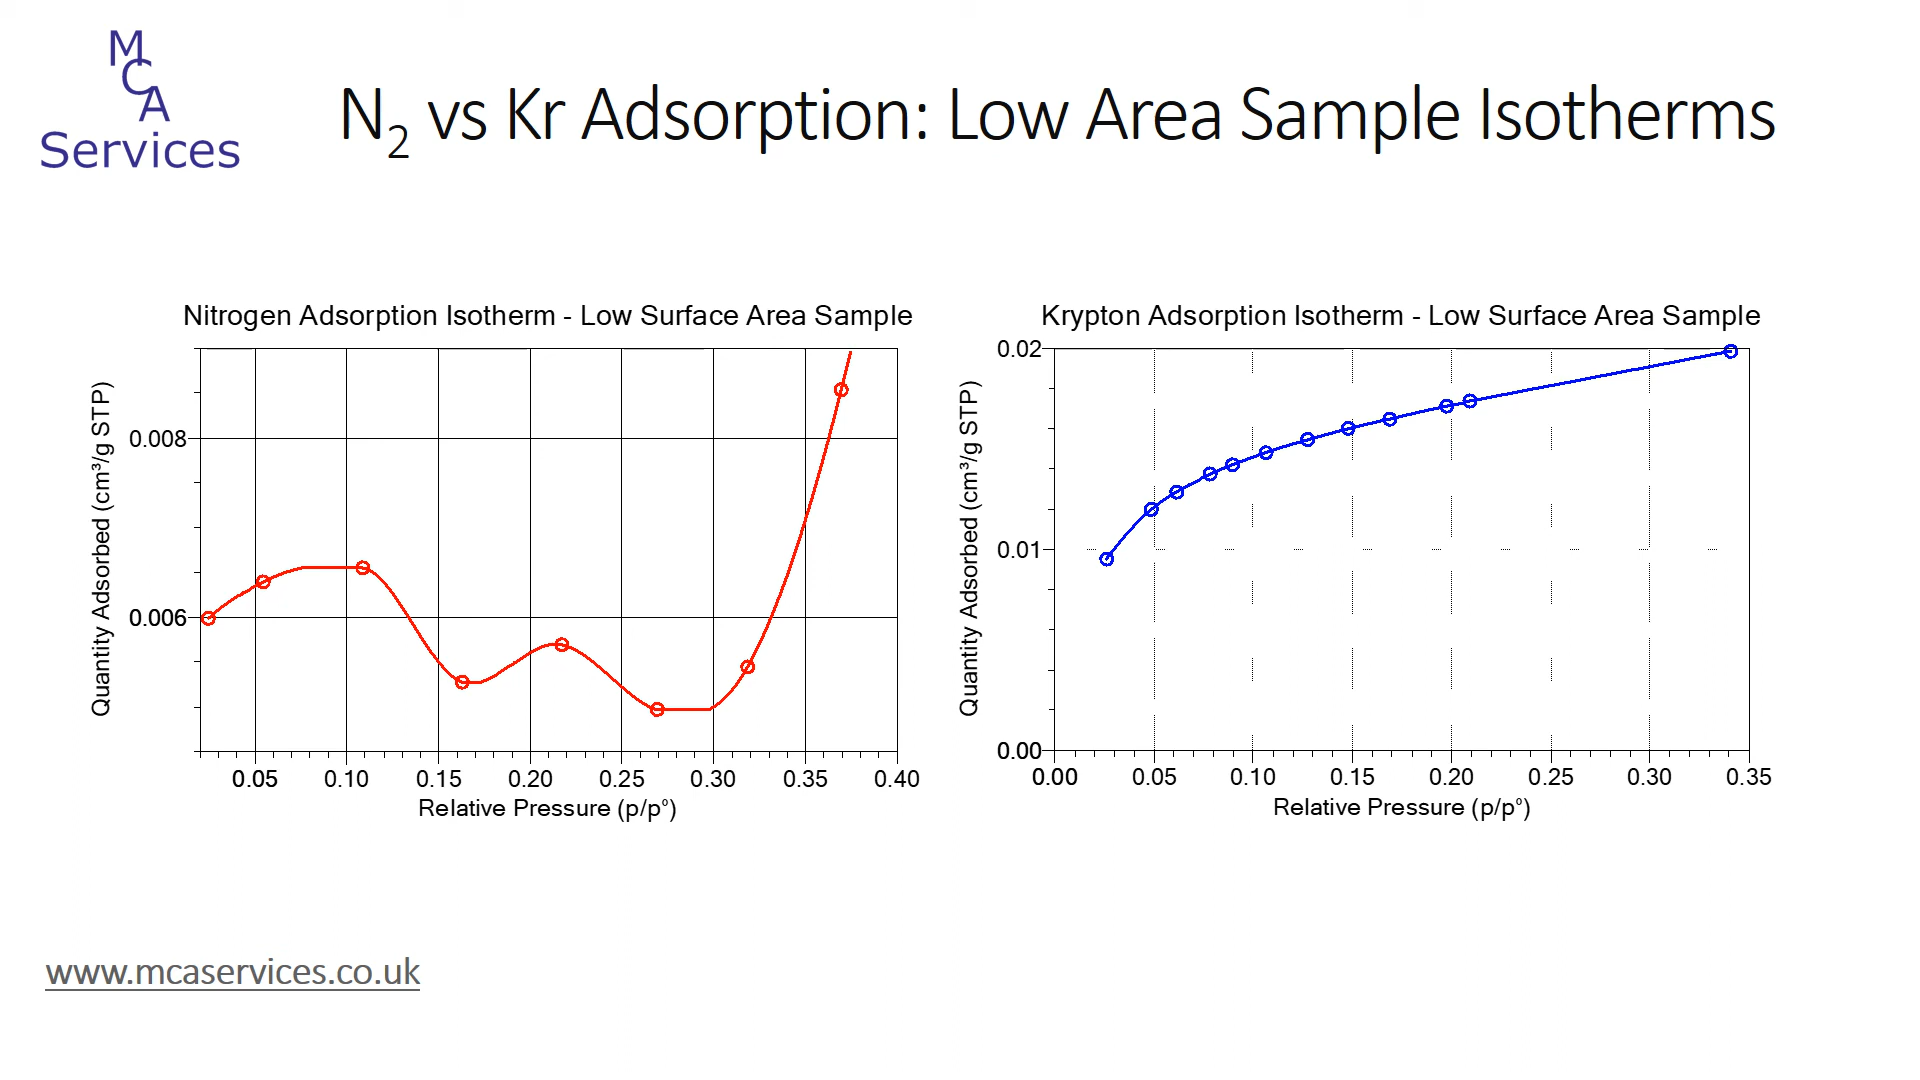 M
C
A
Services
N₂ vs Kr Adsorption: Low Area Sample Isotherms
Nitrogen Adsorption Isotherm - Low Surface Area Sample
Quantity Adsorbed (cm³/g STP)
0.008
0.006
0.05 0.10 0.15 0.20 0.25 0.30 0.35 0.40
Relative Pressure (p/p°)
Krypton Adsorption Isotherm - Low Surface Area Sample
Quantity Adsorbed (cm³/g STP)
0.02
0.01
0.00
0.00 0.05 0.10 0.15 0.20 0.25 0.30 0.35
Relative Pressure (p/p°)
www.mcaservices.co.uk